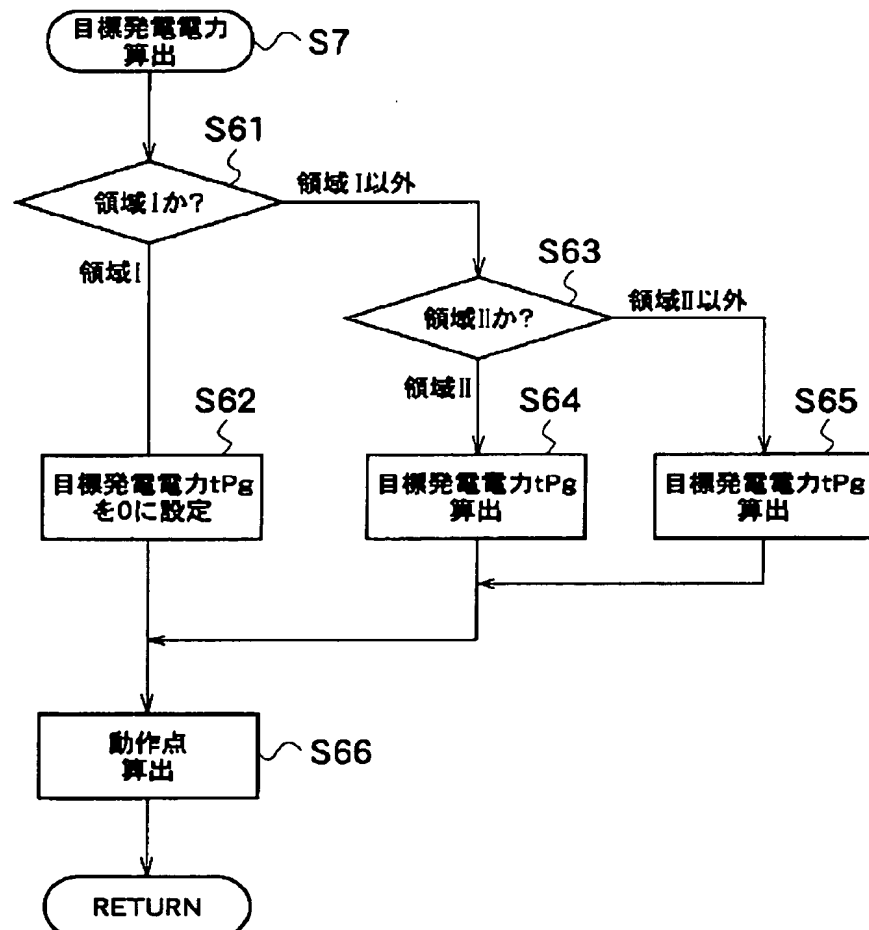 目標発電電力
算出
S7
S61
領域Ⅰか?
領域Ⅰ以外
領域Ⅰ
S63
領域Ⅱか?
領域Ⅱ以外
領域Ⅱ
S62
目標発電電力tPg
を0に設定
S64
目標発電電力tPg
算出
S65
目標発電電力tPg
算出
動作点
算出
S66
RETURN